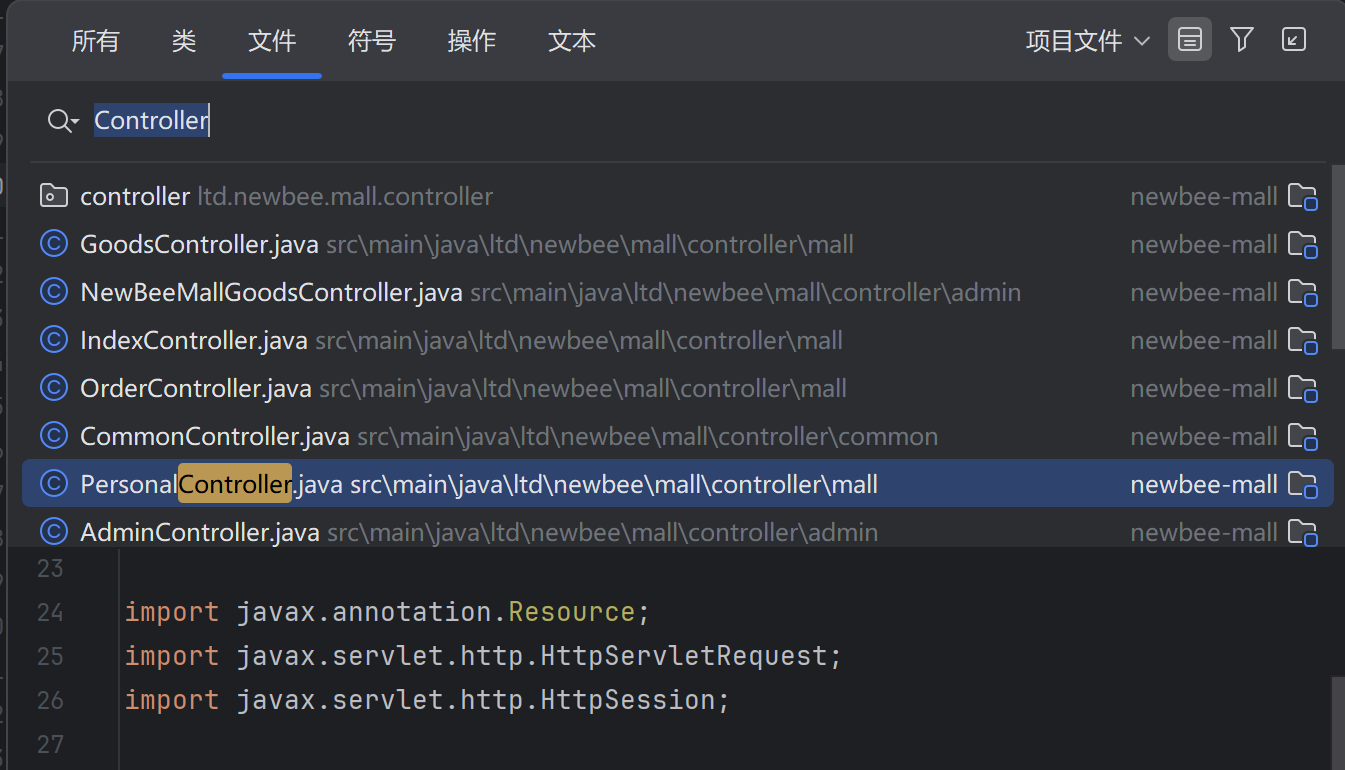 所有 类 文件 符号 操作 文本 项目文件
Controller
controller ltd.newbee.mall.controller newbee-mall
GoodsController.java src\main\java\ltd\newbee\mall\controller\mall newbee-mall
NewBeeMallGoodsController.java src\main\java\ltd\newbee\mall\controller\admin newbee-mall
IndexController.java src\main\java\ltd\newbee\mall\controller\mall newbee-mall
OrderController.java src\main\java\ltd\newbee\mall\controller\mall newbee-mall
CommonController.java src\main\java\ltd\newbee\mall\controller\common newbee-mall
PersonalController.java src\main\java\ltd\newbee\mall\controller\mall newbee-mall
AdminController.java src\main\java\ltd\newbee\mall\controller\admin newbee-mall
23
24 import javax.annotation.Resource;
25 import javax.servlet.http.HttpServletRequest;
26 import javax.servlet.http.HttpSession;
27